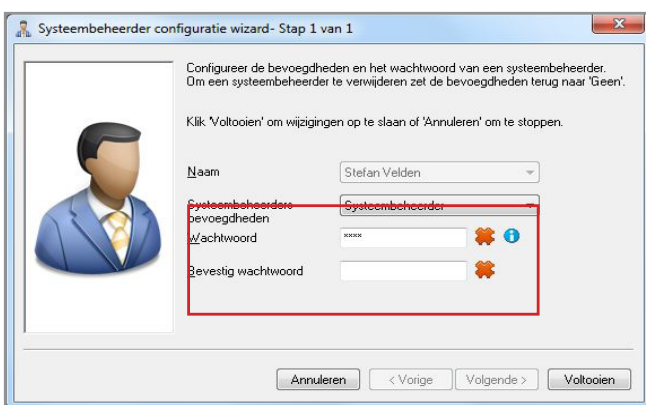 Systeembeheerder configuratie wizard- Stap 1 van 1
Configureer de bevoegdheden en het wachtwoord van een systeembeheerder.
Om een systeembeheerder te verwijderen zet de bevoegdheden terug naar 'Geen'.
Klik 'Voltooien' om wijzigingen op te slaan of 'Annuleren' om te stoppen.
Naam Stefan Velden
Systeembeheerders Systeembeheerder
bevoegdheden
Wachtwoord ****
Bevestig wachtwoord
Annuleren < Vorige Volgende > Voltooien